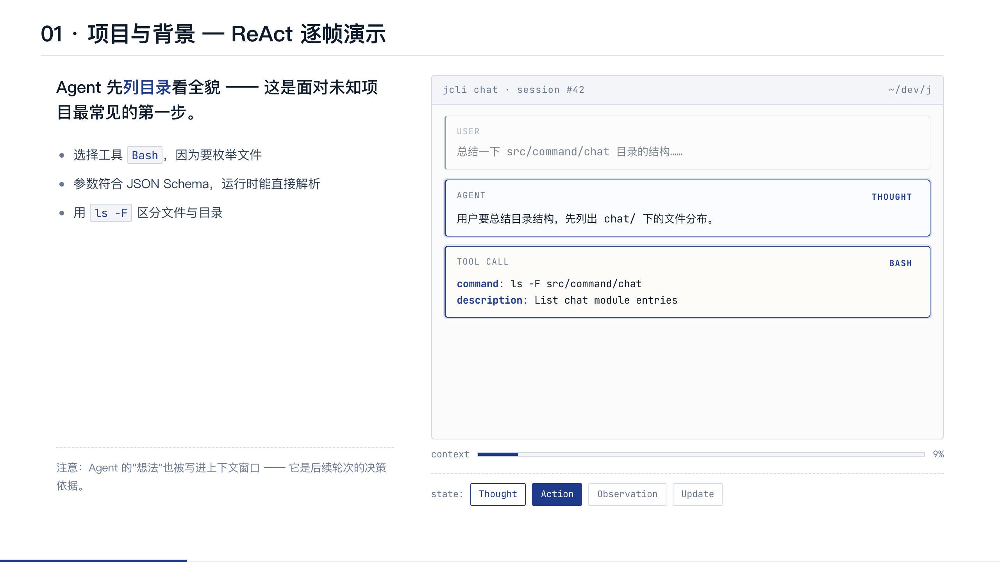 01 · 项目与背景 — ReAct 逐帧演示
Agent 先列目录看全貌 —— 这是面对未知项
目最常见的第一步。
选择工具 Bash，因为要枚举文件
参数符合 JSON Schema，运行时能直接解析
用 ls -F 区分文件与目录
注意：Agent 的"想法"也被写进上下文窗口 —— 它是后续轮次的决策
依据。
jcli chat · session #42 ~/dev/j
USER
总结一下 src/command/chat 目录的结构……
AGENT THOUGHT
用户要总结目录结构，先列出 chat/ 下的文件分布。
TOOL CALL BASH
command: ls -F src/command/chat
description: List chat module entries
context 9%
state: Thought Action Observation Update